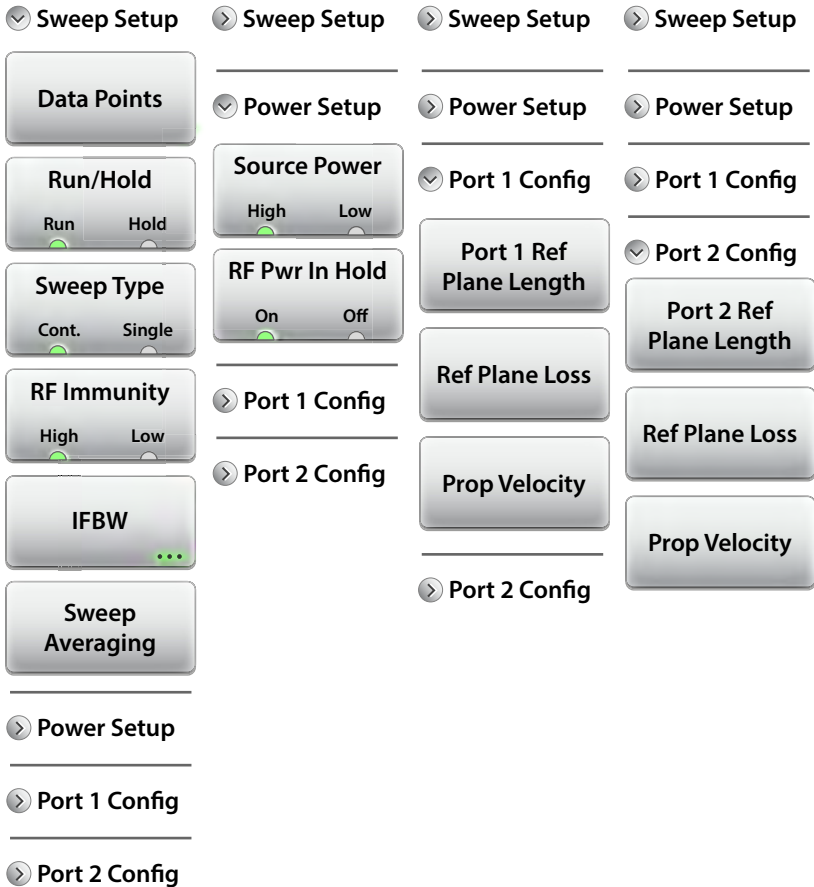 Sweep Setup
Data Points
Run/Hold
Run Hold
Sweep Type
Cont. Single
RF Immunity
High Low
IFBW
Sweep
Averaging
Power Setup
Port 1 Config
Port 2 Config
Sweep Setup
Power Setup
Source Power
High Low
RF Pwr In Hold
On Off
Port 1 Config
Port 2 Config
Sweep Setup
Power Setup
Port 1 Config
Port 1 Ref
Plane Length
Ref Plane Loss
Prop Velocity
Port 2 Config
Sweep Setup
Power Setup
Port 1 Config
Port 2 Config
Port 2 Ref
Plane Length
Ref Plane Loss
Prop Velocity